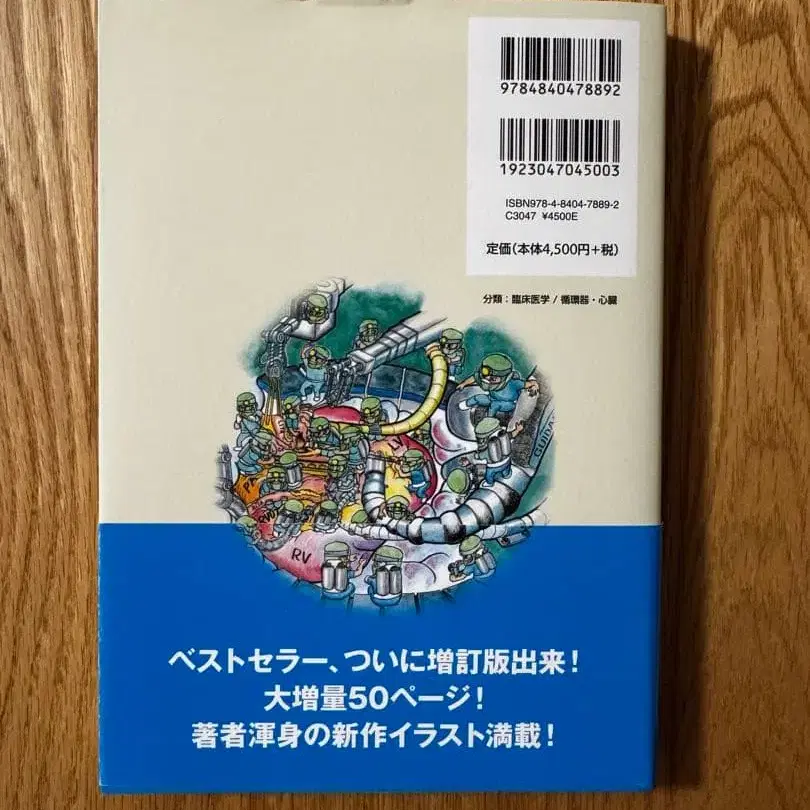 9784840478892
1923047045003
ISBN978-4-8404-7889-2
C3047 ¥4500E
定価(本体4,500円+税)
分類:臨床医学 / 循環器・心臓
LV
RV
ベストセラー、ついに増訂版出来!
大増量50ページ!
著者渾身の新作イラスト満載!